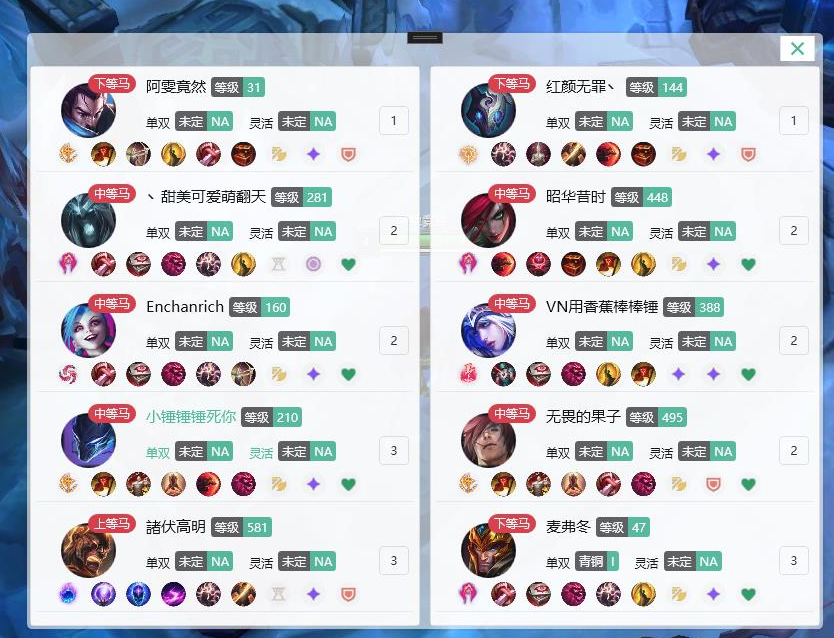 下等马
阿雯竟然 等级 31
单双 未定 NA 灵活 未定 NA
1
中等马
丶甜美可爱萌翻天 等级 281
单双 未定 NA 灵活 未定 NA
2
中等马
Enchanrich 等级 160
单双 未定 NA 灵活 未定 NA
2
中等马
小锤锤锤死你 等级 210
单双 未定 NA 灵活 未定 NA
3
上等马
諸伏高明 等级 581
单双 未定 NA 灵活 未定 NA
3
下等马
红颜无罪丶 等级 144
单双 未定 NA 灵活 未定 NA
1
中等马
昭华昔时 等级 448
单双 未定 NA 灵活 未定 NA
2
中等马
VN用香蕉棒棒锤 等级 388
单双 未定 NA 灵活 未定 NA
2
中等马
无畏的果子 等级 495
单双 未定 NA 灵活 未定 NA
2
下等马
麦弗冬 等级 47
单双 青铜 I 灵活 未定 NA
3